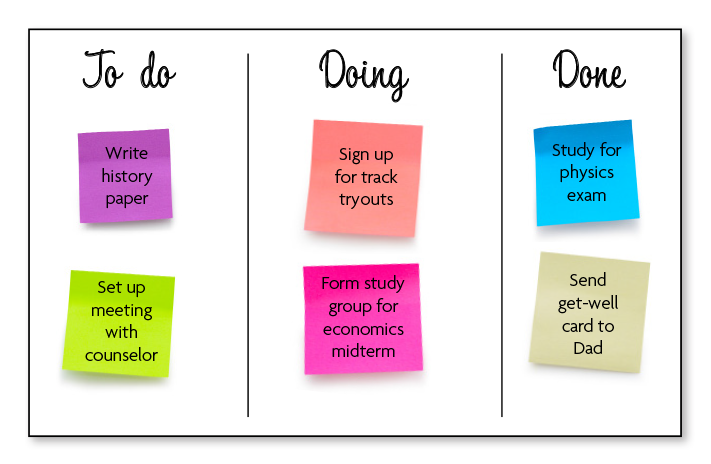 To do
Write
history
paper
Set up
meeting
with
counselor
Doing
Sign up
for track
tryouts
Form study
group for
economics
midterm
Done
Study for
physics
exam
Send
get-well
card to
Dad